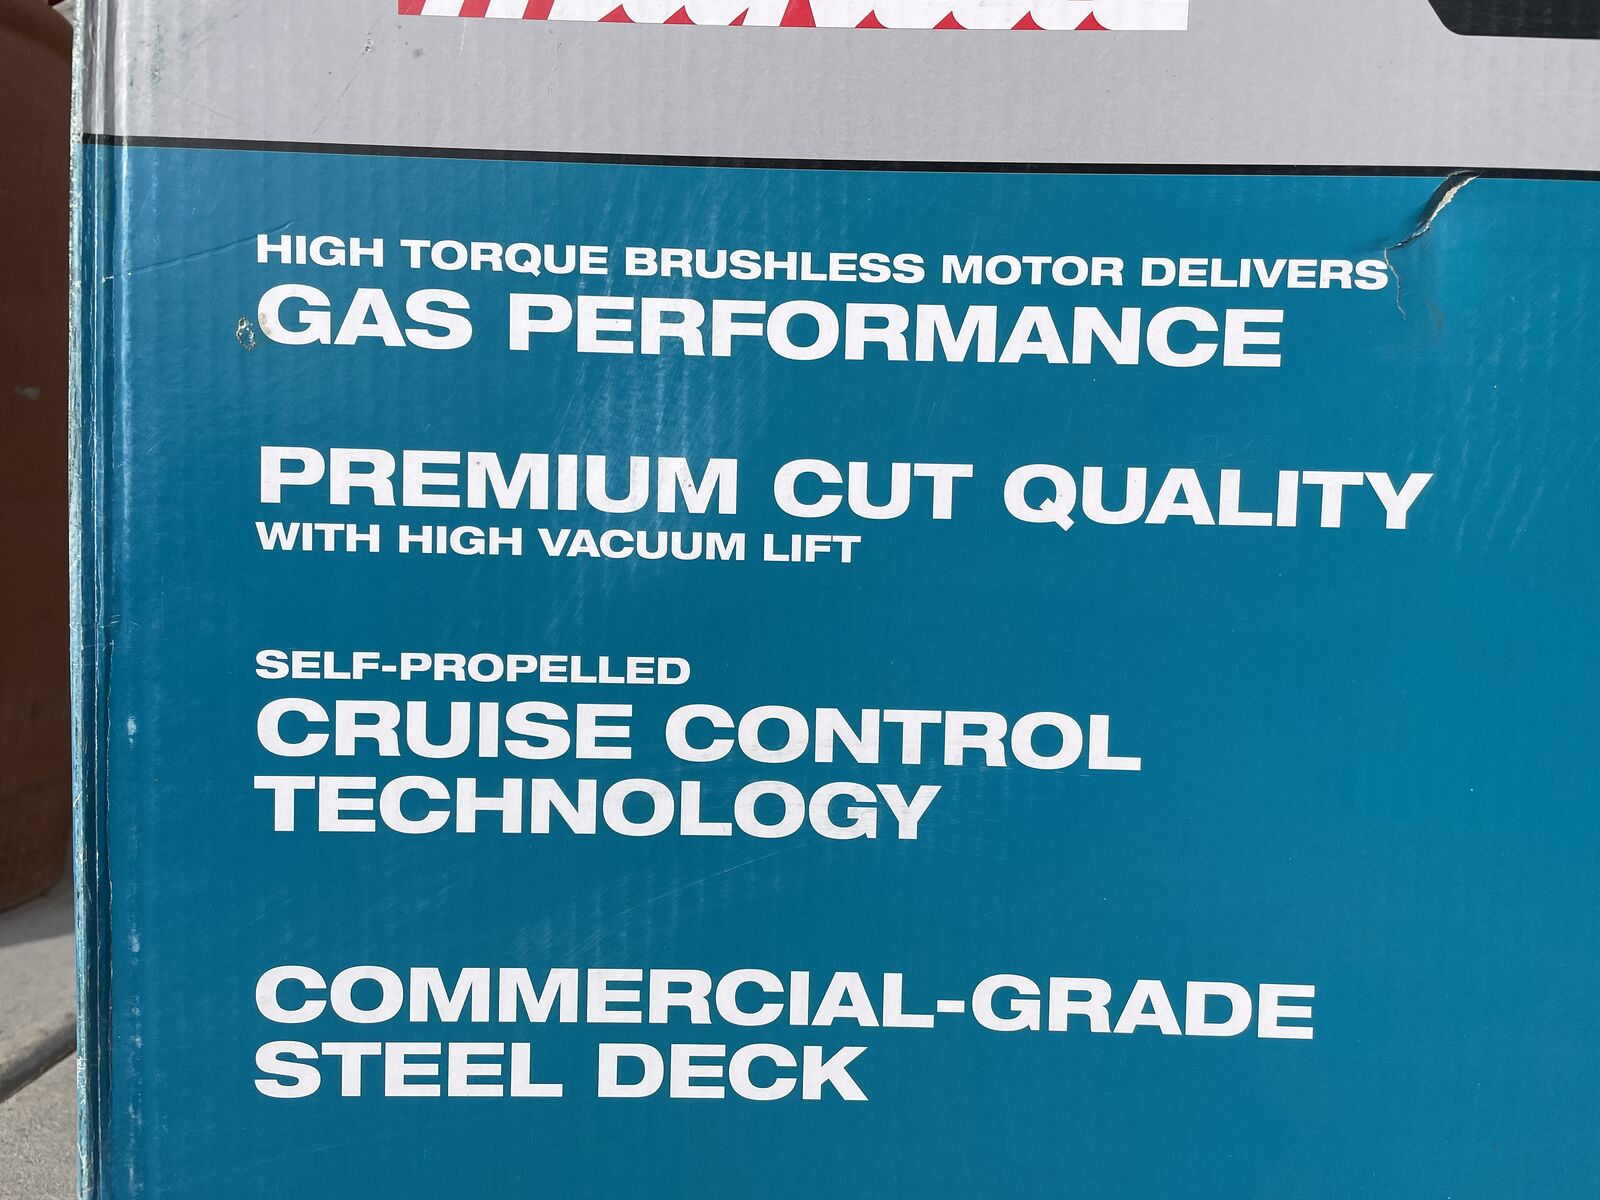 HIGH TORQUE BRUSHLESS MOTOR DELIVERS
GAS PERFORMANCE
PREMIUM CUT QUALITY
WITH HIGH VACUUM LIFT
SELF-PROPELLED
CRUISE CONTROL
TECHNOLOGY
COMMERCIAL-GRADE
STEEL DECK